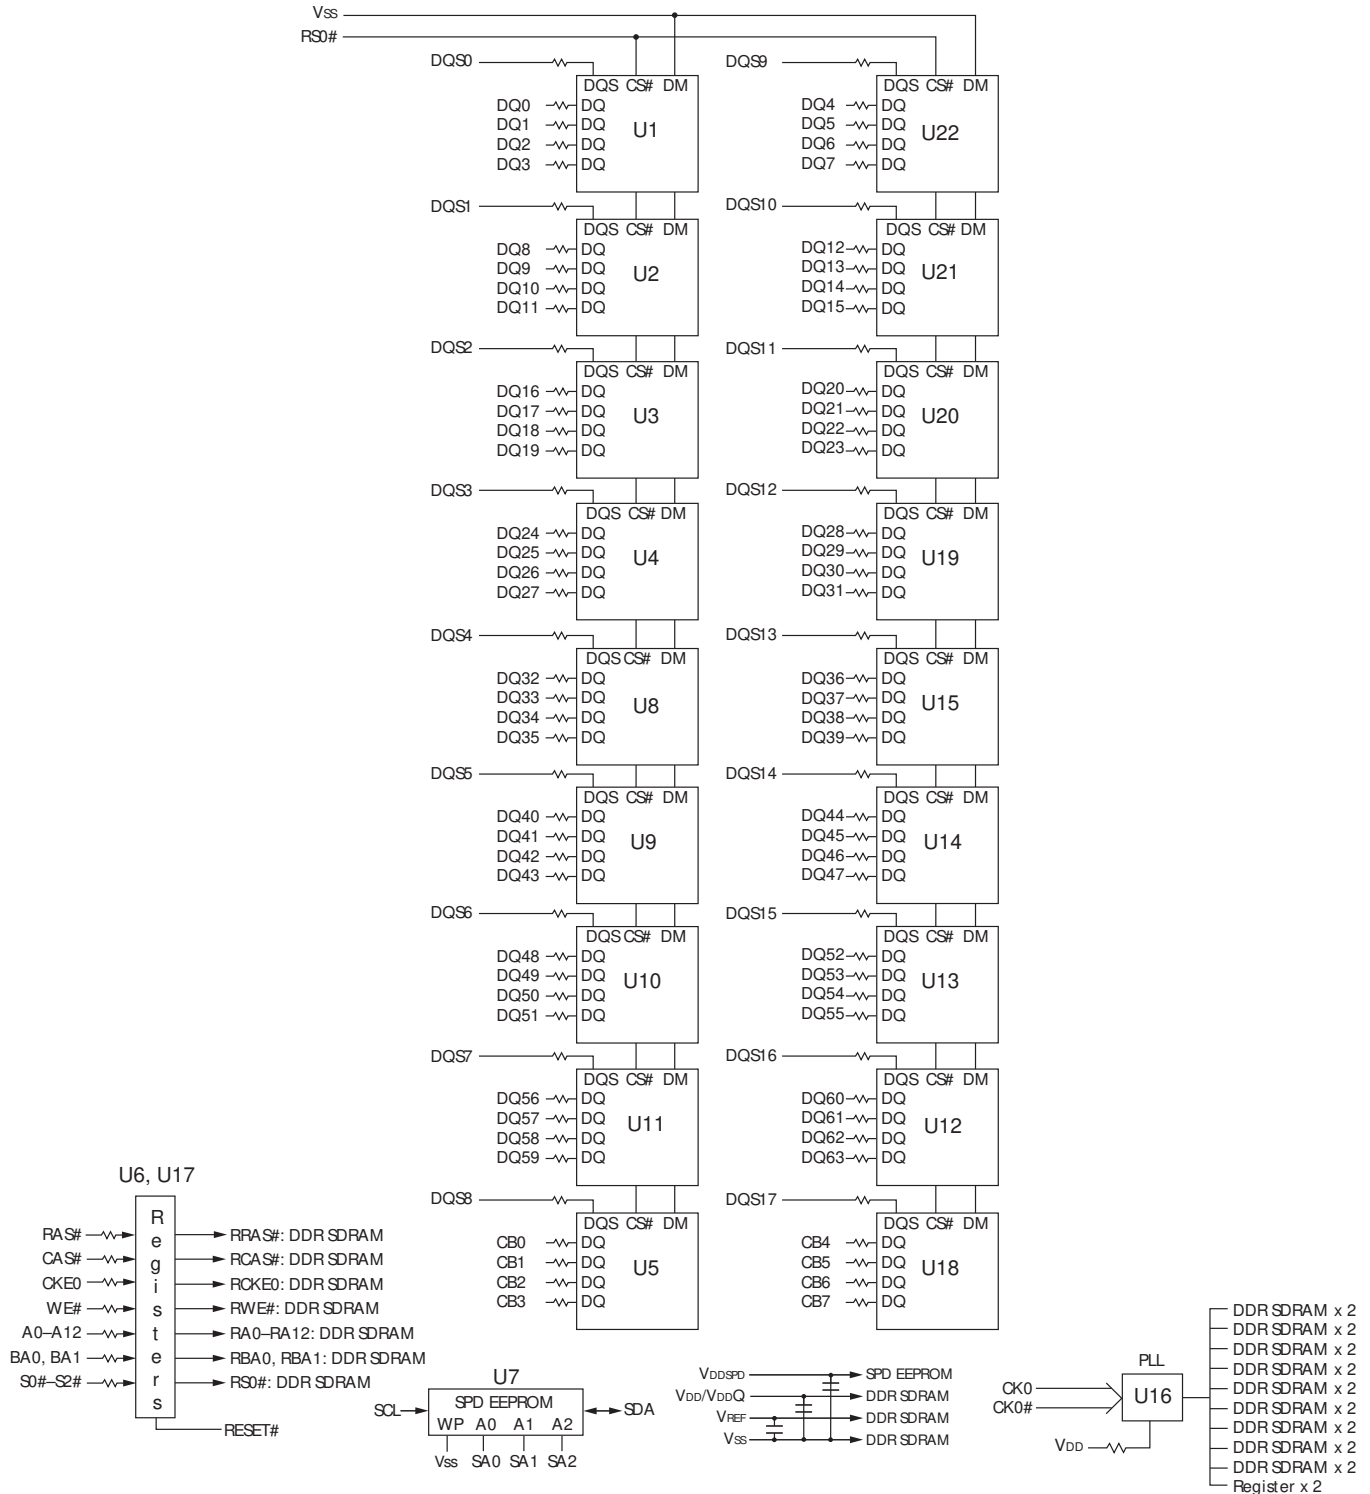 Vss
RS0#
DQS0
DQS CS# DM
DQ0 DQ
DQ1 DQ
DQ2 DQ
DQ3 DQ
U1
DQS9
DQS CS# DM
DQ4 DQ
DQ5 DQ
DQ6 DQ
DQ7 DQ
U22
DQS1
DQS CS# DM
DQ8 DQ
DQ9 DQ
DQ10 DQ
DQ11 DQ
U2
DQS10
DQS CS# DM
DQ12 DQ
DQ13 DQ
DQ14 DQ
DQ15 DQ
U21
DQS2
DQS CS# DM
DQ16 DQ
DQ17 DQ
DQ18 DQ
DQ19 DQ
U3
DQS11
DQS CS# DM
DQ20 DQ
DQ21 DQ
DQ22 DQ
DQ23 DQ
U20
DQS3
DQS CS# DM
DQ24 DQ
DQ25 DQ
DQ26 DQ
DQ27 DQ
U4
DQS12
DQS CS# DM
DQ28 DQ
DQ29 DQ
DQ30 DQ
DQ31 DQ
U19
DQS4
DQS CS# DM
DQ32 DQ
DQ33 DQ
DQ34 DQ
DQ35 DQ
U8
DQS13
DQS CS# DM
DQ36 DQ
DQ37 DQ
DQ38 DQ
DQ39 DQ
U15
DQS5
DQS CS# DM
DQ40 DQ
DQ41 DQ
DQ42 DQ
DQ43 DQ
U9
DQS14
DQS CS# DM
DQ44 DQ
DQ45 DQ
DQ46 DQ
DQ47 DQ
U14
DQS6
DQS CS# DM
DQ48 DQ
DQ49 DQ
DQ50 DQ
DQ51 DQ
U10
DQS15
DQS CS# DM
DQ52 DQ
DQ53 DQ
DQ54 DQ
DQ55 DQ
U13
DQS7
DQS CS# DM
DQ56 DQ
DQ57 DQ
DQ58 DQ
DQ59 DQ
U11
DQS16
DQS CS# DM
DQ60 DQ
DQ61 DQ
DQ62 DQ
DQ63 DQ
U12
DQS8
DQS CS# DM
CB0 DQ
CB1 DQ
CB2 DQ
CB3 DQ
U5
DQS17
DQS CS# DM
CB4 DQ
CB5 DQ
CB6 DQ
CB7 DQ
U18
U6, U17
Registers
RAS# RRAS#: DDR SDRAM
CAS# RCAS#: DDR SDRAM
CKE0 RCKE0: DDR SDRAM
WE# RWE#: DDR SDRAM
A0–A12 RA0–RA12: DDR SDRAM
BA0, BA1 RBA0, RBA1: DDR SDRAM
S0#–S2# RS0#: DDR SDRAM
RESET#
U7
SPD EEPROM
SCL SDA
WP A0 A1 A2
Vss SA0 SA1 SA2
VDDSPD SPD EEPROM
VDD/VDDQ DDR SDRAM
VREF DDR SDRAM
VSS DDR SDRAM
PLL
U16
CK0
CK0#
VDD
DDR SDRAM x 2
DDR SDRAM x 2
DDR SDRAM x 2
DDR SDRAM x 2
DDR SDRAM x 2
DDR SDRAM x 2
DDR SDRAM x 2
DDR SDRAM x 2
DDR SDRAM x 2
Register x 2